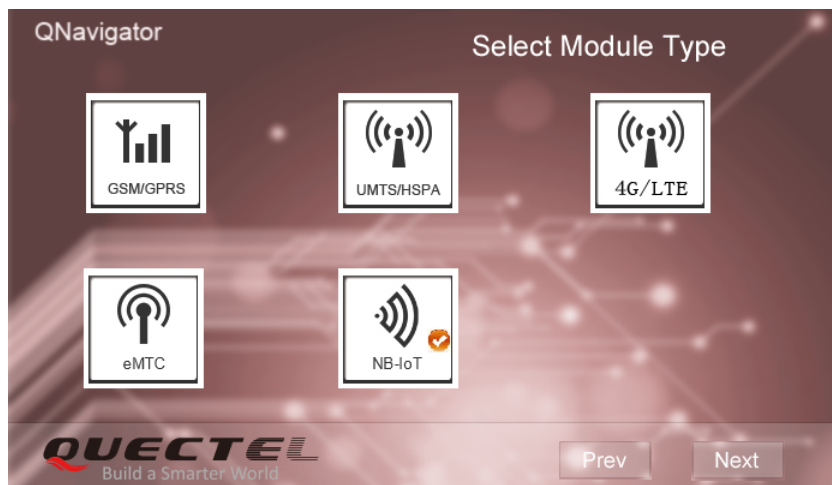 QNavigator
Select Module Type
GSM/GPRS
UMTS/HSPA
4G/LTE
eMTC
NB-IoT
QUECTEL
Build a Smarter World
Prev
Next